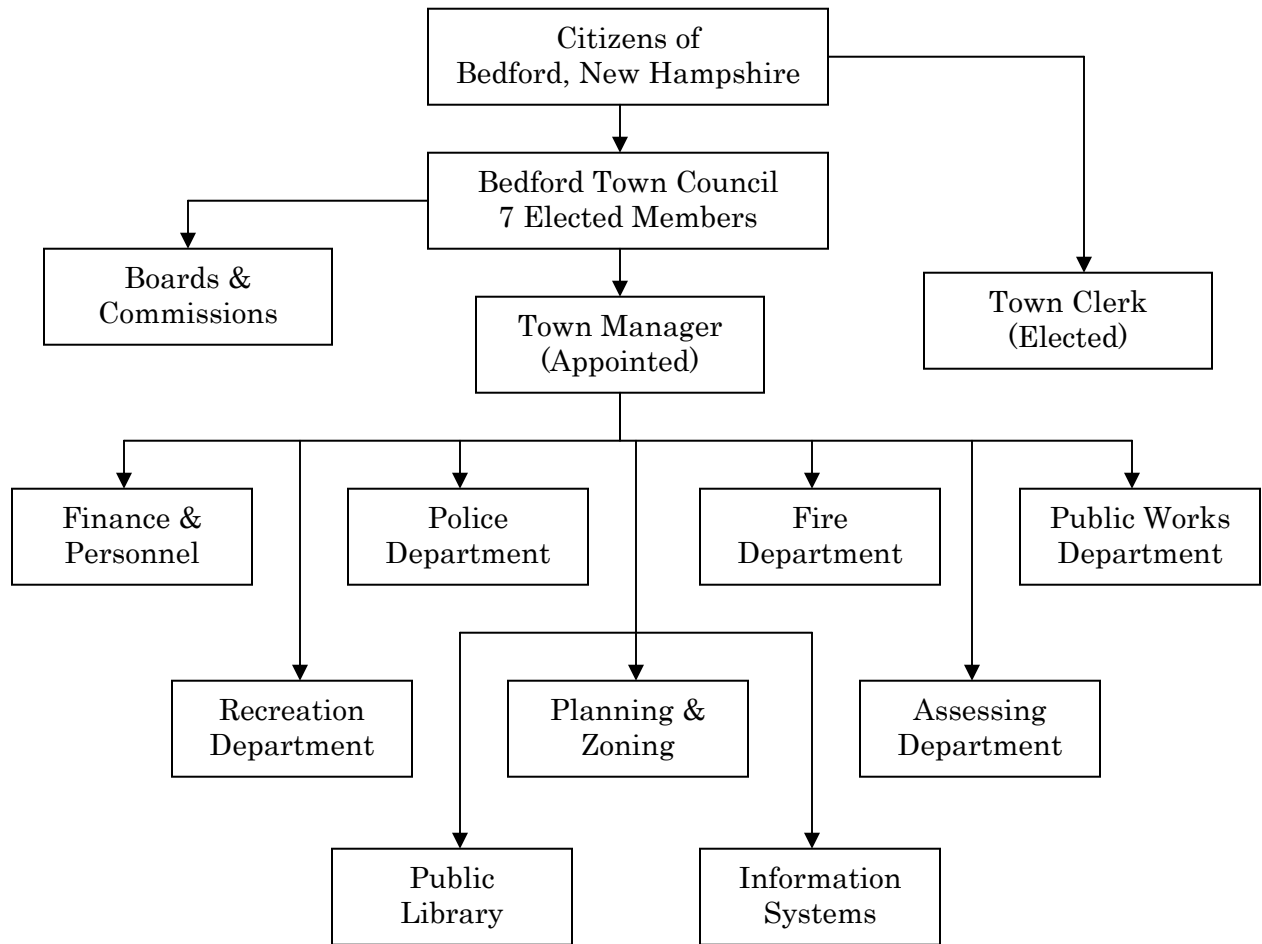 Citizens of
Bedford, New Hampshire
Bedford Town Council
7 Elected Members
Boards &
Commissions
Town Manager
(Appointed)
Town Clerk
(Elected)
Finance &
Personnel
Police
Department
Fire
Department
Public Works
Department
Recreation
Department
Planning &
Zoning
Assessing
Department
Public
Library
Information
Systems